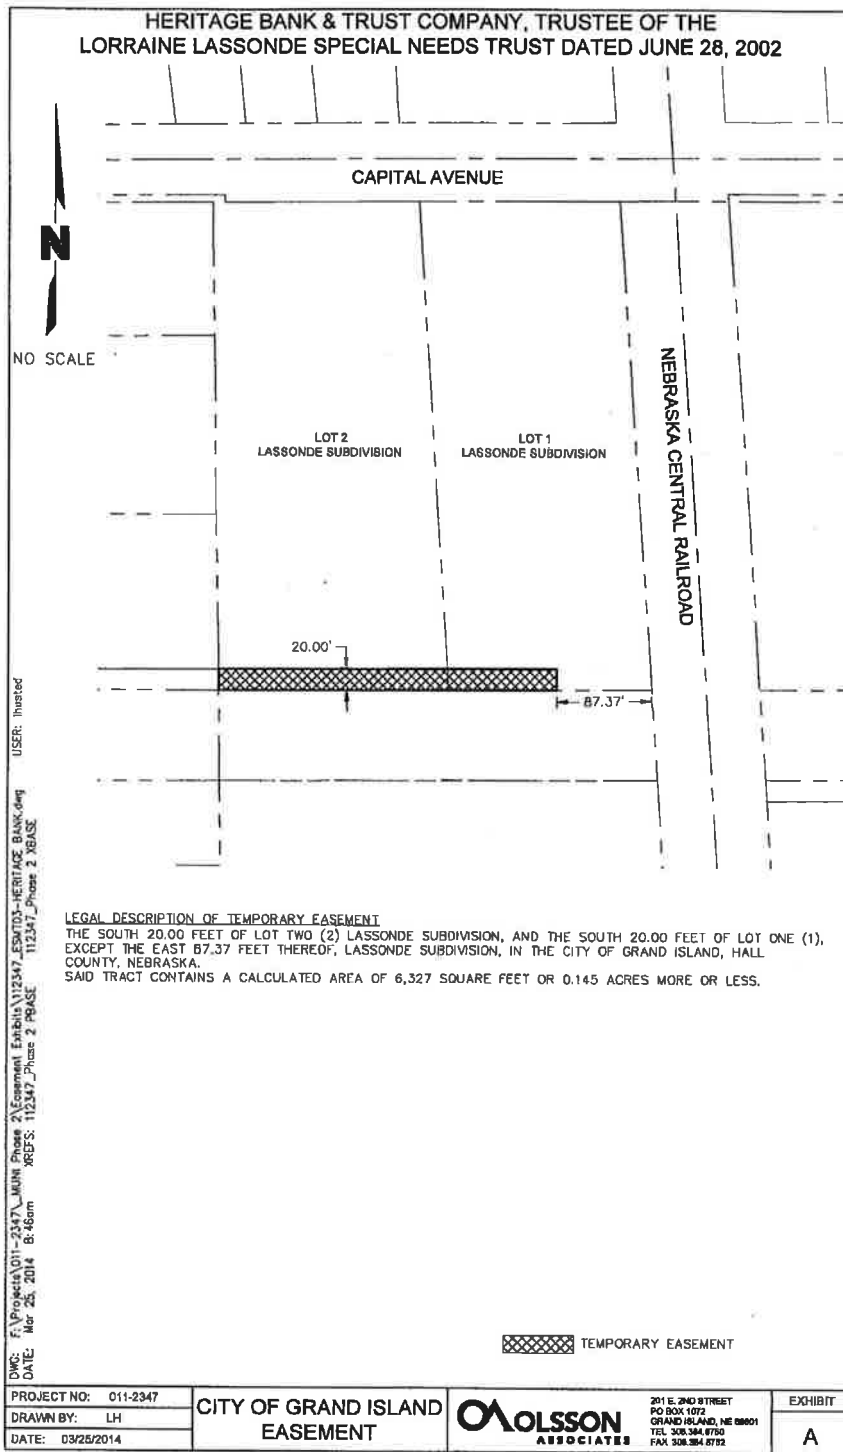 HERITAGE BANK & TRUST COMPANY, TRUSTEE OF THE
LORRAINE LASSONDE SPECIAL NEEDS TRUST DATED JUNE 28, 2002
CAPITAL AVENUE
N
NO SCALE
NEBRASKA CENTRAL RAILROAD
LOT 2
LASSONDE SUBDIVISION
LOT 1
LASSONDE SUBDIVISION
20.00'
87.37'
LEGAL DESCRIPTION OF TEMPORARY EASEMENT
THE SOUTH 20.00 FEET OF LOT TWO (2) LASSONDE SUBDIVISION, AND THE SOUTH 20.00 FEET OF LOT ONE (1),
EXCEPT THE EAST 87.37 FEET THEREOF, LASSONDE SUBDIVISION, IN THE CITY OF GRAND ISLAND, HALL
COUNTY, NEBRASKA.
SAID TRACT CONTAINS A CALCULATED AREA OF 6,327 SQUARE FEET OR 0.145 ACRES MORE OR LESS.
DWG: F:\Projects\011-2347\_MUNI Phase 2\Easement Exhibits\112347_ESMT03-HERITAGE BANK.dwg USER: lhusted
DATE: Mar 25, 2014 8:46am XREFS: 112347_Phase 2 PBASE 112347_Phase 2 XBASE
TEMPORARY EASEMENT
PROJECT NO: 011-2347
DRAWN BY: LH
DATE: 03/25/2014
CITY OF GRAND ISLAND
EASEMENT
OLSSON
ASSOCIATES
201 E. 2ND STREET
PO BOX 1072
GRAND ISLAND, NE 68801
TEL 308.384.8750
FAX 308.384.8752
EXHIBIT
A